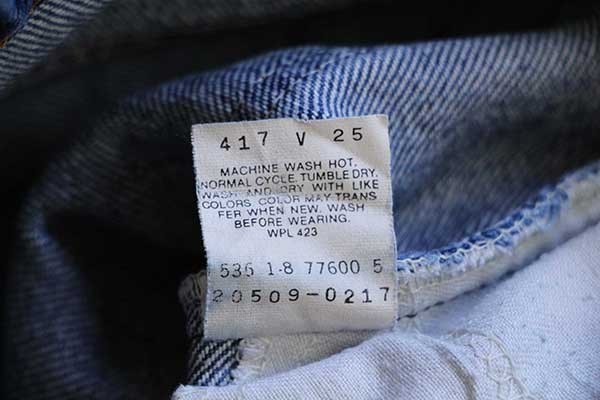 417 V 25
MACHINE WASH HOT,
NORMAL CYCLE, TUMBLE DRY.
WASH AND DRY WITH LIKE
COLORS. COLOR MAY TRANS
FER WHEN NEW. WASH
BEFORE WEARING.
WPL 423
536 1-8 77600 5
20509-0217